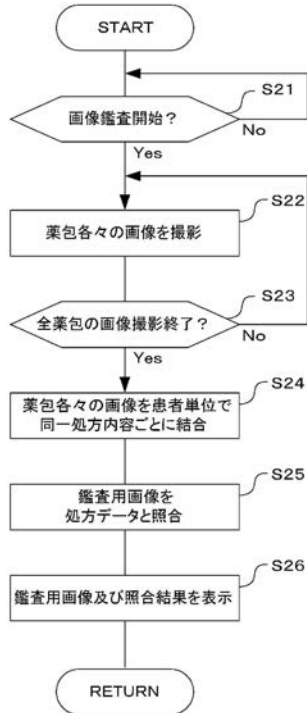 START
S21
画像鑑査開始?
No
Yes
S22
薬包各々の画像を撮影
S23
全薬包の画像撮影終了?
No
Yes
S24
薬包各々の画像を患者単位で
同一処方内容ごとに結合
S25
鑑査用画像を
処方データと照合
S26
鑑査用画像及び照合結果を表示
RETURN